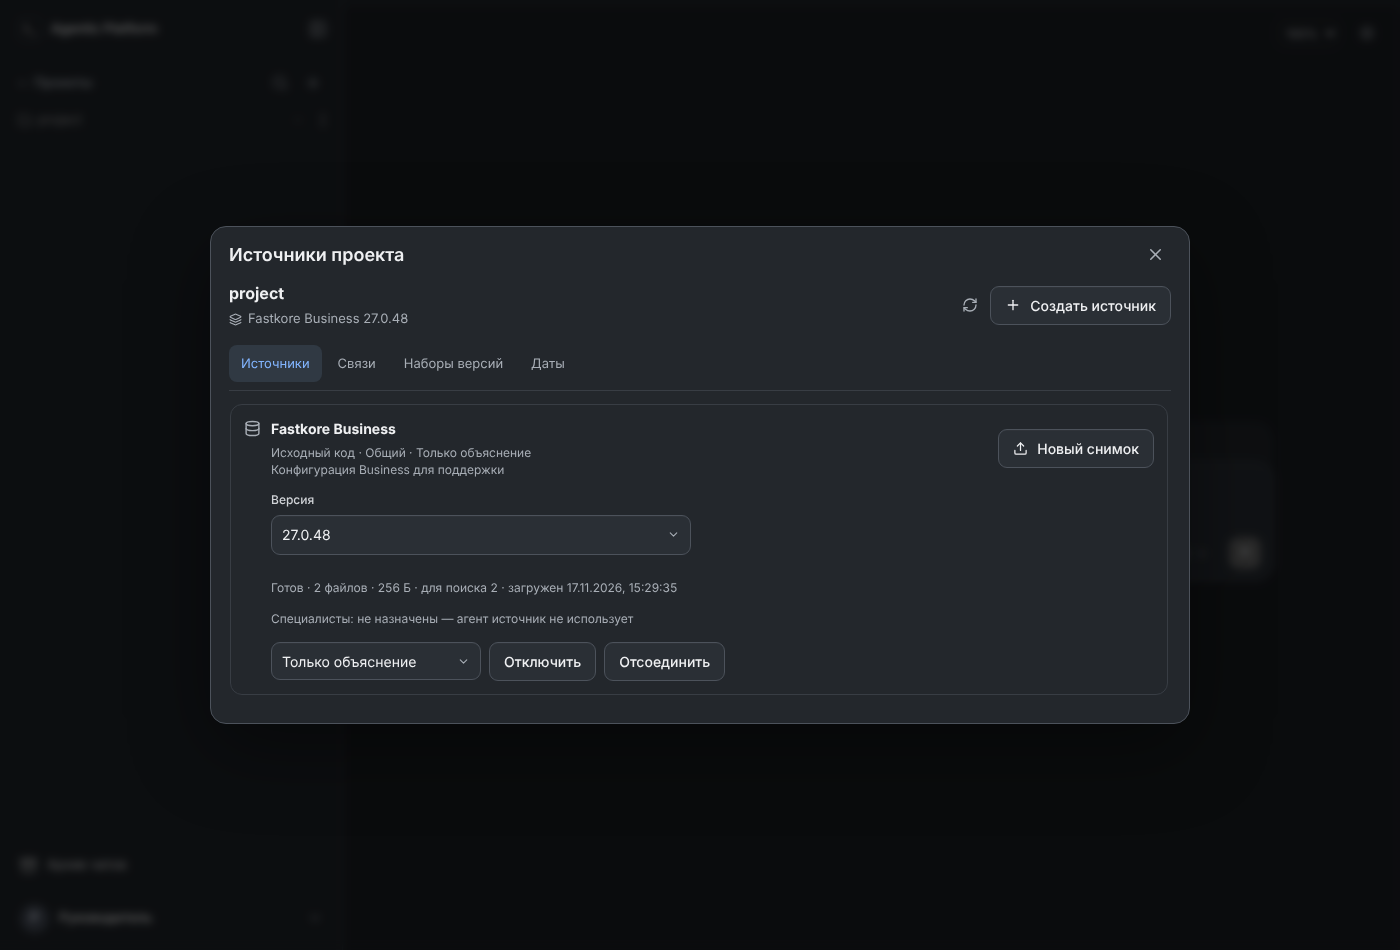 Источники проекта
project
Fastkore Business 27.0.48
Создать источник
Источники
Связи
Наборы версий
Даты
Fastkore Business
Исходный код · Общий · Только объяснение
Конфигурация Business для поддержки
Новый снимок
Версия
27.0.48
Готов · 2 файлов · 256 Б · для поиска 2 · загружен 17.11.2026, 15:29:35
Специалисты: не назначены — агент источник не использует
Только объяснение
Отключить
Отсоединить